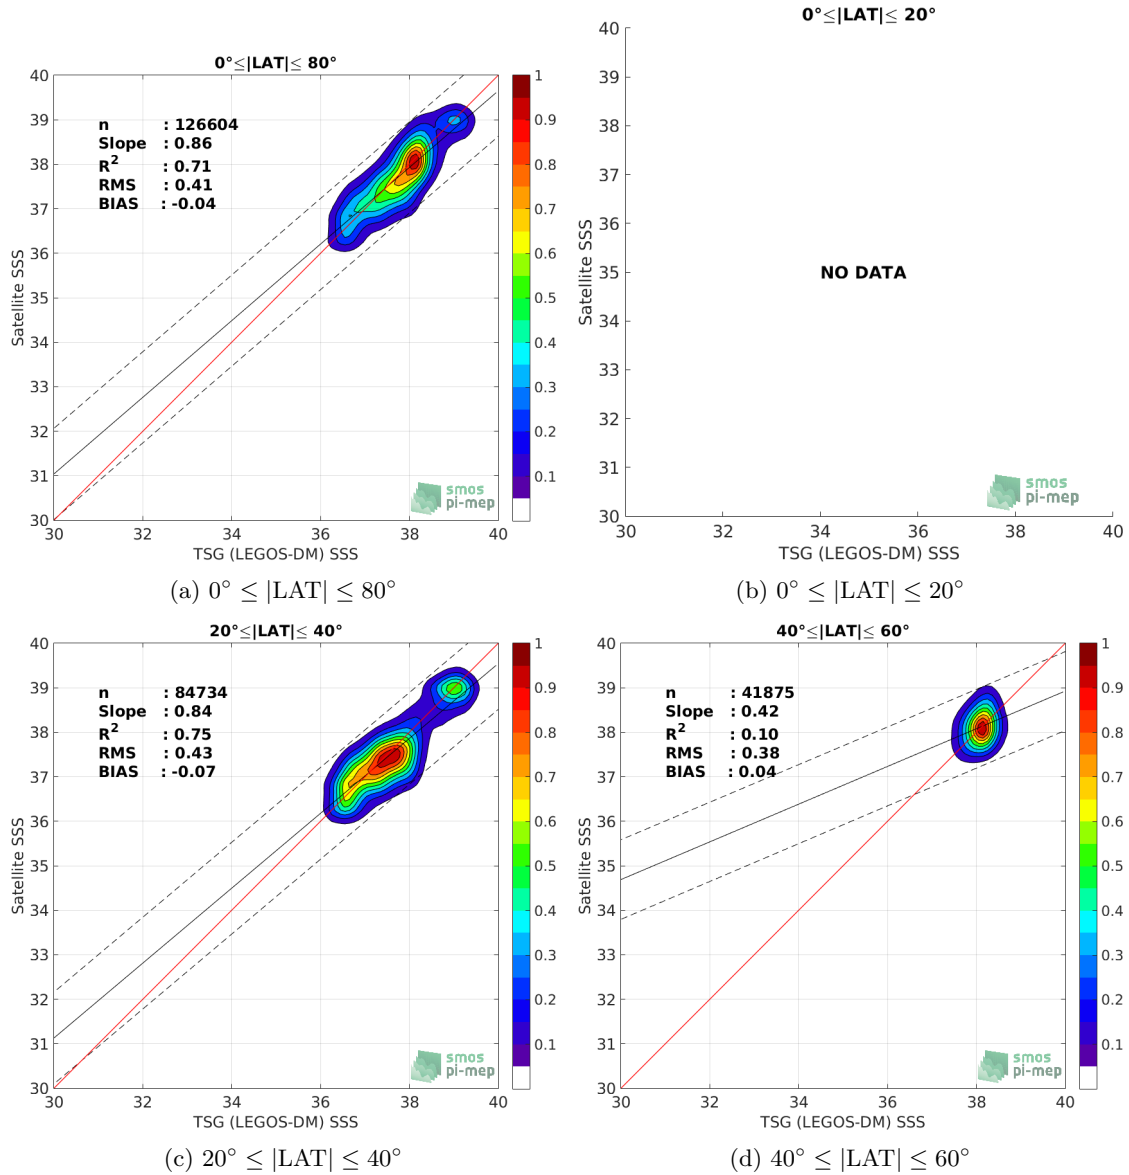 0°≤|LAT|≤ 80°
40
39
38
37
36
35
34
33
32
31
30
Satellite SSS
n : 126604
Slope : 0.86
R2 : 0.71
RMS : 0.41
BIAS : -0.04
1
0.9
0.8
0.7
0.6
0.5
0.4
0.3
0.2
0.1
smos
pi-mep
30 32 34 36 38 40
TSG (LEGOS-DM) SSS
(a) 0° ≤ |LAT| ≤ 80°
0°≤|LAT|≤ 20°
40
39
38
37
36
35
34
33
32
31
30
Satellite SSS
NO DATA
smos
pi-mep
30 32 34 36 38 40
TSG (LEGOS-DM) SSS
(b) 0° ≤ |LAT| ≤ 20°
20°≤|LAT|≤ 40°
40
39
38
37
36
35
34
33
32
31
30
Satellite SSS
n : 84734
Slope : 0.84
R2 : 0.75
RMS : 0.43
BIAS : -0.07
1
0.9
0.8
0.7
0.6
0.5
0.4
0.3
0.2
0.1
smos
pi-mep
30 32 34 36 38 40
TSG (LEGOS-DM) SSS
(c) 20° ≤ |LAT| ≤ 40°
40°≤|LAT|≤ 60°
40
39
38
37
36
35
34
33
32
31
30
Satellite SSS
n : 41875
Slope : 0.42
R2 : 0.10
RMS : 0.38
BIAS : 0.04
1
0.9
0.8
0.7
0.6
0.5
0.4
0.3
0.2
0.1
smos
pi-mep
30 32 34 36 38 40
TSG (LEGOS-DM) SSS
(d) 40° ≤ |LAT| ≤ 60°